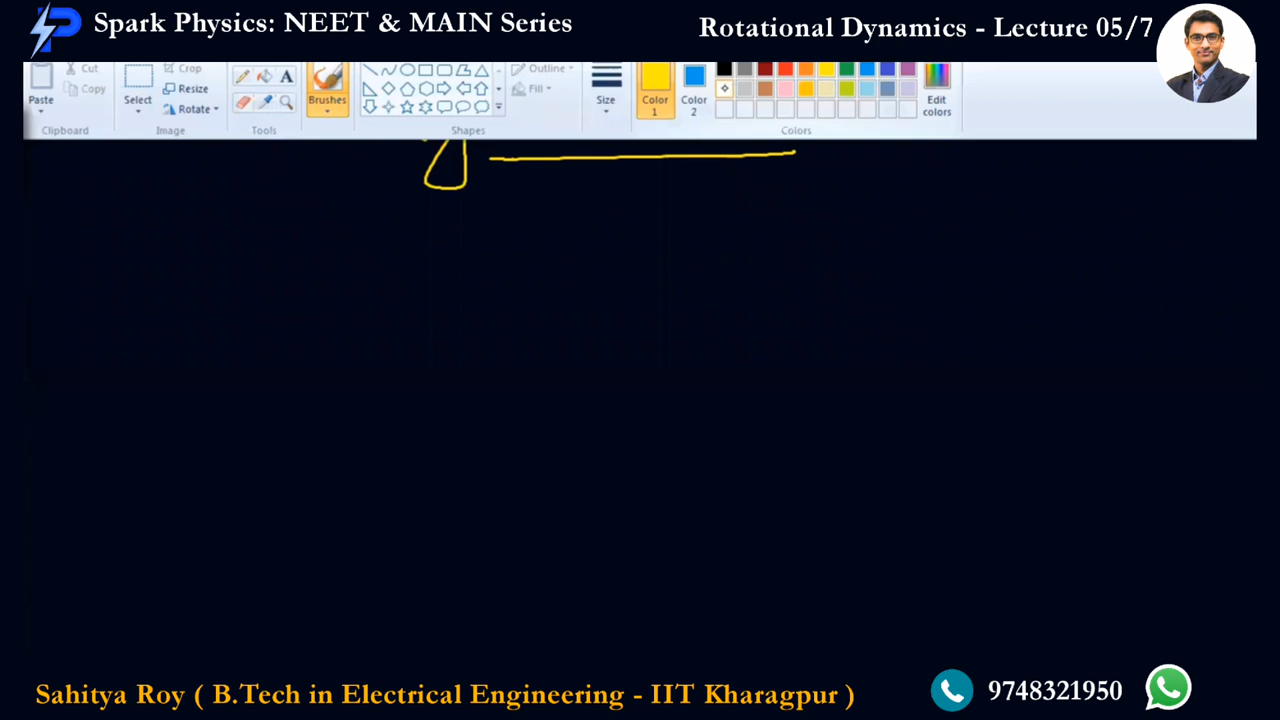 Spark Physics: NEET & MAIN Series
Rotational Dynamics - Lecture 05/7
Cut
Copy
Paste
Clipboard
Crop
Resize
Rotate
Select
Image
A
Tools
Brushes
Shapes
Outline
Fill
Size
Color 1
Color 2
Edit colors
Colors
Sahitya Roy ( B.Tech in Electrical Engineering - IIT Kharagpur )
9748321950